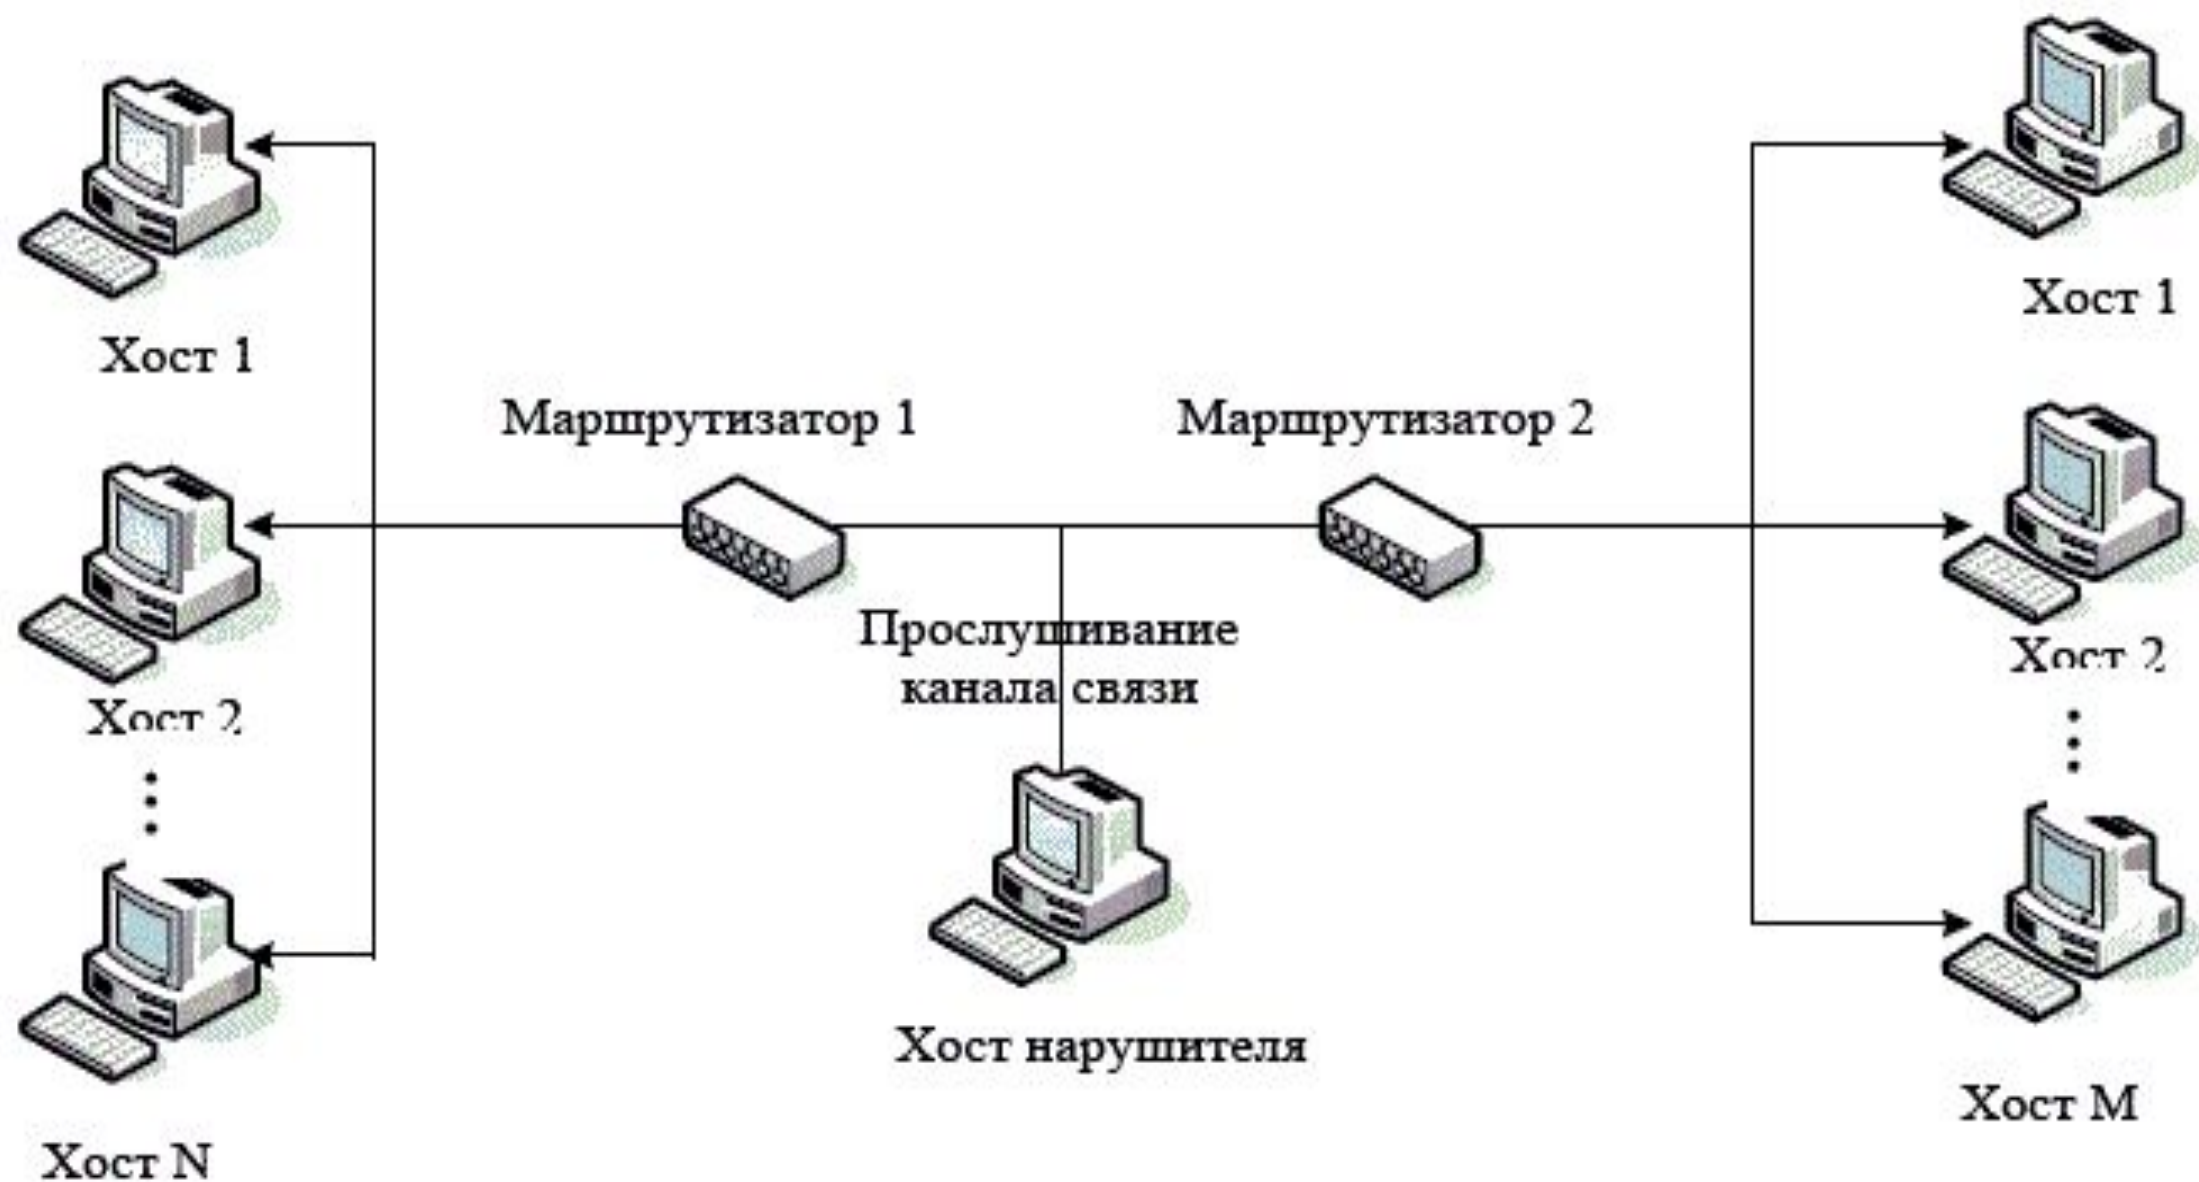 Хост 1
Хост 1
Маршрутизатор 1
Маршрутизатор 2
Прослушивание
канала связи
Хост 2
Хост 2
Хост нарушителя
Хост M
Хост N